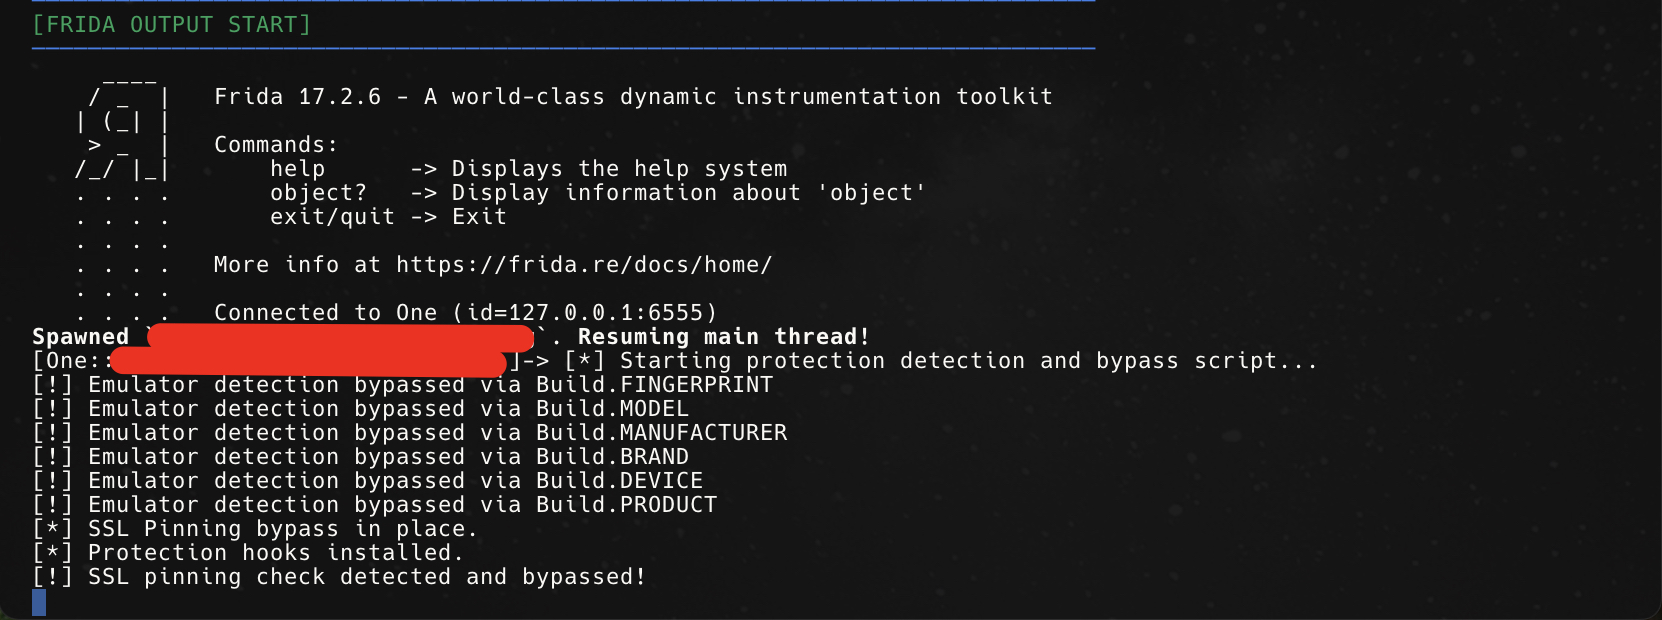 [FRIDA OUTPUT START]
    ____
   / _  |   Frida 17.2.6 - A world-class dynamic instrumentation toolkit
  | (_| |
   > _  |   Commands:
  /_/ |_|       help      -> Displays the help system
  . . . .       object?   -> Display information about 'object'
  . . . .       exit/quit -> Exit
  . . . .
  . . . .   More info at https://frida.re/docs/home/
  . . . .
  . . . .   Connected to One (id=127.0.0.1:6555)
Spawned ` `. Resuming main thread!
[One:: ]-> [*] Starting protection detection and bypass script...
[!] Emulator detection bypassed via Build.FINGERPRINT
[!] Emulator detection bypassed via Build.MODEL
[!] Emulator detection bypassed via Build.MANUFACTURER
[!] Emulator detection bypassed via Build.BRAND
[!] Emulator detection bypassed via Build.DEVICE
[!] Emulator detection bypassed via Build.PRODUCT
[*] SSL Pinning bypass in place.
[*] Protection hooks installed.
[!] SSL pinning check detected and bypassed!